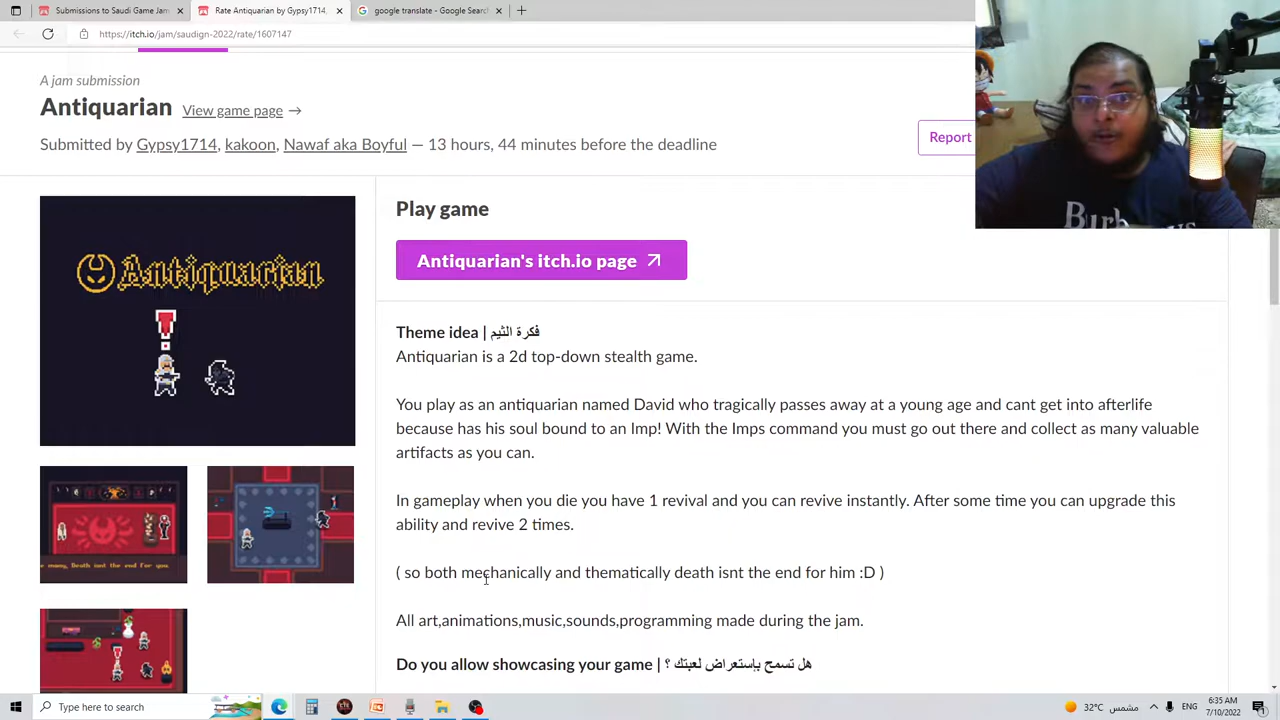 Submissions to Saudi Game Jam
Rate Antiquarian by Gypsy1714,
google translate - Google Searc
https://itch.io/jam/saudign-2022/rate/1607147
A jam submission
Antiquarian View game page →
Submitted by Gypsy1714, kakoon, Nawaf aka Boyful — 13 hours, 44 minutes before the deadline
Report
Antiquarian
Play game
Antiquarian's itch.io page
Theme idea | فكرة الثيم
Antiquarian is a 2d top-down stealth game.
You play as an antiquarian named David who tragically passes away at a young age and cant get into afterlife
because has his soul bound to an Imp! With the Imps command you must go out there and collect as many valuable
artifacts as you can.
In gameplay when you die you have 1 revival and you can revive instantly. After some time you can upgrade this
ability and revive 2 times.
( so both mechanically and thematically death isnt the end for him :D )
All art,animations,music,sounds,programming made during the jam.
Do you allow showcasing your game | هل تسمح بإستعراض لعبتك ؟
many, Death isnt the end for you.
Type here to search
32°C مشمس
ENG
6:35 AM
7/10/2022